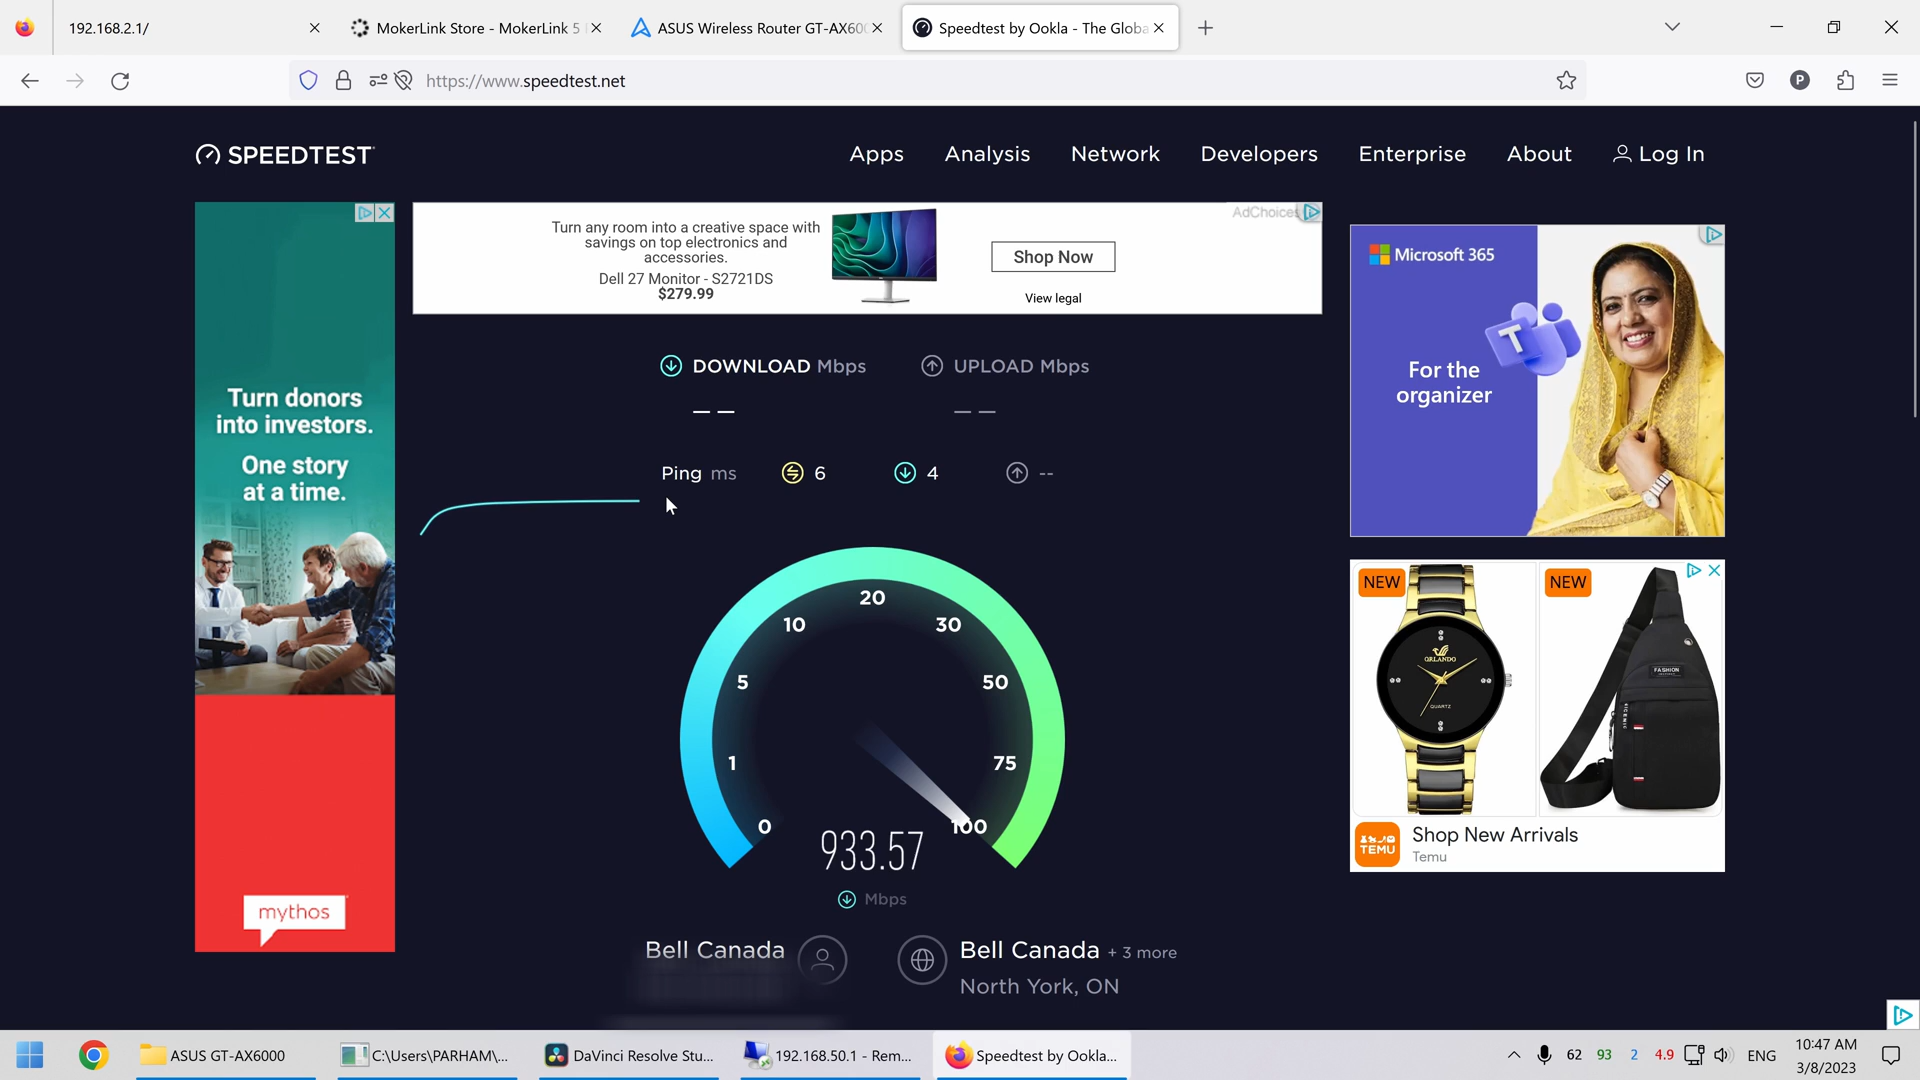 192.168.2.1/
MokerLink Store - MokerLink 5
ASUS Wireless Router GT-AX600
Speedtest by Ookla - The Globa
https://www.speedtest.net
P
SPEEDTEST
Apps
Analysis
Network
Developers
Enterprise
About
Log In
Turn donors
into investors.
One story
at a time.
mythos
Turn any room into a creative space with
savings on top electronics and
accessories.
Dell 27 Monitor - S2721DS
$279.99
Shop Now
View legal
AdChoices
DOWNLOAD Mbps
UPLOAD Mbps
— —
— —
Ping ms
6
4
--
0
1
5
10
20
30
50
75
100
933.57
Mbps
Bell Canada
Bell Canada + 3 more
North York, ON
Microsoft 365
T
For the
organizer
NEW
NEW
ORLANDO
QUARTZ
FASHION
TEMU
Shop New Arrivals
Temu
ASUS GT-AX6000
C:\Users\PARHAM\...
DaVinci Resolve Stu...
192.168.50.1 - Rem...
Speedtest by Ookla...
62
93
2
4.9
ENG
10:47 AM
3/8/2023